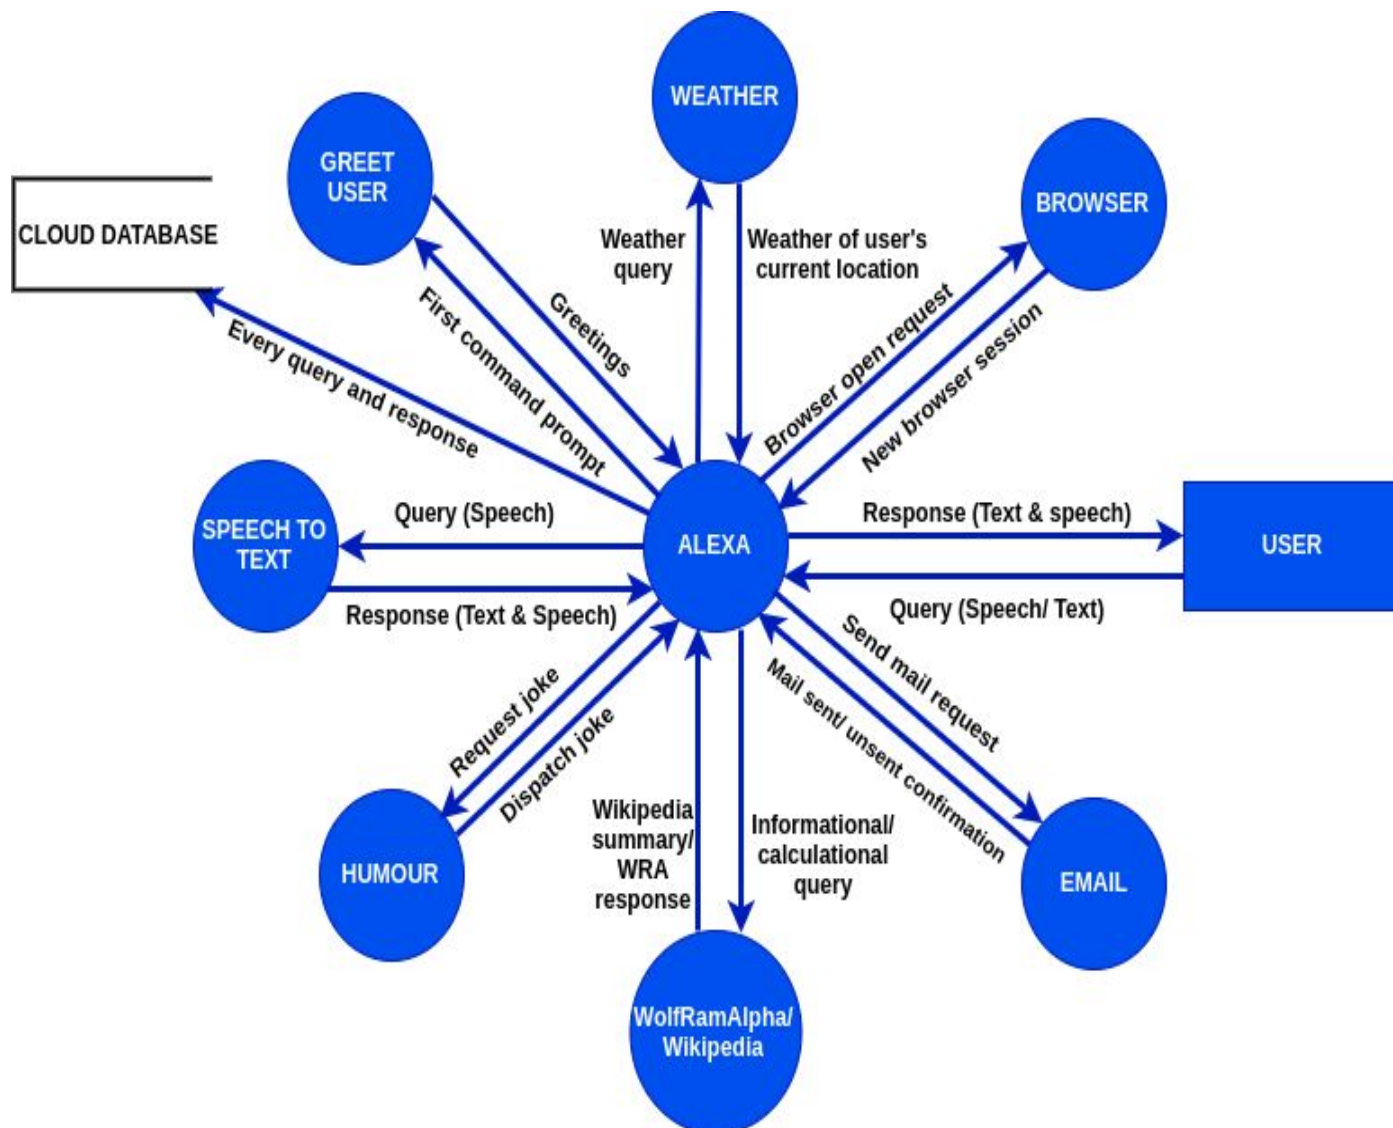 WEATHER
GREET
USER
BROWSER
CLOUD DATABASE
Weather
query
Weather of user's
current location
Greetings
First command prompt
Browser open request
New browser session
Every query and response
Query (Speech)
SPEECH TO
TEXT
Response (Text & Speech)
ALEXA
Response (Text & speech)
USER
Query (Speech/ Text)
Send mail request
Mail sent/ unsent confirmation
Request joke
Dispatch joke
Wikipedia
summary/
WRA
response
Informational/
calculational
query
HUMOUR
EMAIL
WolfRamAlpha/
Wikipedia